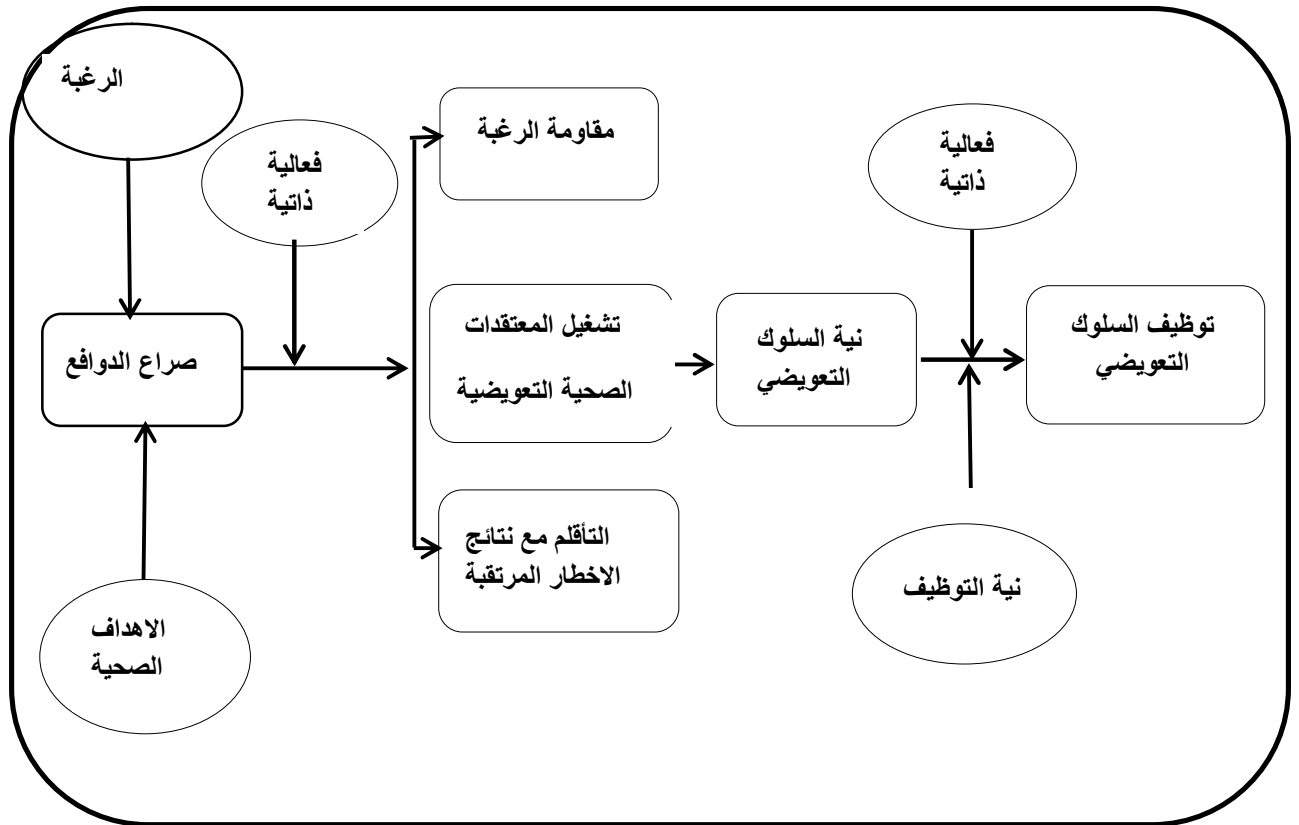 الرغبة
مقاومة الرغبة
فعالية
ذاتية
فعالية
ذاتية
تشغيل المعتقدات
الصحية التعويضية
نية السلوك
التعويضي
توظيف السلوك
التعويضي
صراع الدوافع
التأقلم مع نتائج
الاخطار المرتقبة
نية التوظيف
الاهداف
الصحية